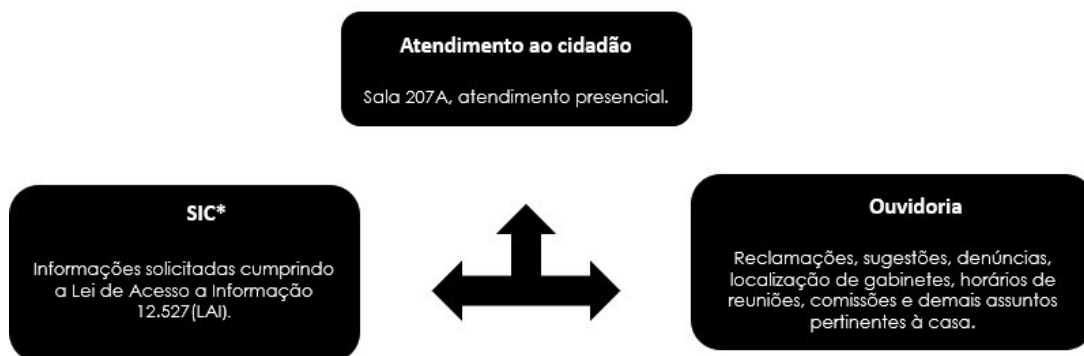 Atendimento ao cidadão
Sala 207A, atendimento presencial.
SIC*
Informações solicitadas cumprindo
a Lei de Acesso a Informação
12.527(LAI).
Ouvidoria
Reclamações, sugestões, denúncias,
localização de gabinetes, horários de
reuniões, comissões e demais assuntos
pertinentes à casa.